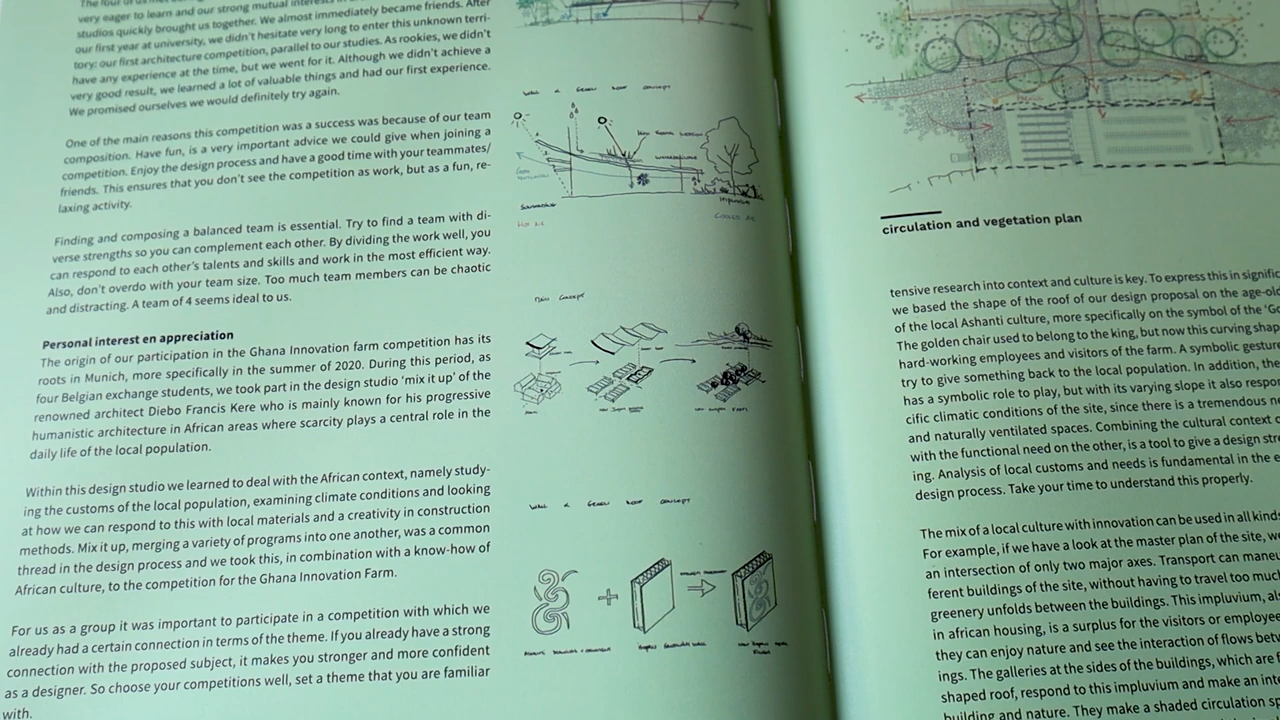 The four of us
very eager to learn and our strong mutual interests
studios quickly brought us together. We almost immediately became friends. After
our first year at university, we didn't hesitate very long to enter this unknown terri-
tory: our first architecture competition, parallel to our studies. As rookies, we didn't
have any experience at the time, but we went for it. Although we didn't achieve a
very good result, we learned a lot of valuable things and had our first experience.
We promised ourselves we would definitely try again.
One of the main reasons this competition was a success was because of our team
composition. Have fun, is a very important advice we could give when joining a
competition. Enjoy the design process and have a good time with your teammates/
friends. This ensures that you don't see the competition as work, but as a fun, re-
laxing activity.
Finding and composing a balanced team is essential. Try to find a team with di-
verse strengths so you can complement each other. By dividing the work well, you
can respond to each other's talents and skills and work in the most efficient way.
Also, don't overdo with your team size. Too much team members can be chaotic
and distracting. A team of 4 seems ideal to us.
Personal interest en appreciation
The origin of our participation in the Ghana Innovation farm competition has its
roots in Munich, more specifically in the summer of 2020. During this period, as
four Belgian exchange students, we took part in the design studio 'mix it up' of the
renowned architect Diebo Francis Kere who is mainly known for his progressive
humanistic architecture in African areas where scarcity plays a central role in the
daily life of the local population.
Within this design studio we learned to deal with the African context, namely study-
ing the customs of the local population, examining climate conditions and looking
at how we can respond to this with local materials and a creativity in construction
methods. Mix it up, merging a variety of programs into one another, was a common
thread in the design process and we took this, in combination with a know-how of
African culture, to the competition for the Ghana Innovation Farm.
For us as a group it was important to participate in a competition with which we
already had a certain connection in terms of the theme. If you already have a strong
connection with the proposed subject, it makes you stronger and more confident
as a designer. So choose your competitions well, set a theme that you are familiar
with.
WALL & GREEN ROOF CONCEPT
IMPLUVIUM
HOT AIR
COOLED AIR
MAIN CONCEPT
WALL & GREEN ROOF CONCEPT
circulation and vegetation plan
tensive research into context and culture is key. To express this in signific
we based the shape of the roof of our design proposal on the age-old
of the local Ashanti culture, more specifically on the symbol of the 'Go
The golden chair used to belong to the king, but now this curving shap
hard-working employees and visitors of the farm. A symbolic gesture
try to give something back to the local population. In addition, the
has a symbolic role to play, but with its varying slope it also respo
cific climatic conditions of the site, since there is a tremendous ne
and naturally ventilated spaces. Combining the cultural context o
with the functional need on the other, is a tool to give a design stre
ing. Analysis of local customs and needs is fundamental in the e
design process. Take your time to understand this properly.
The mix of a local culture with innovation can be used in all kind
For example, if we have a look at the master plan of the site, we
an intersection of only two major axes. Transport can maneu
ferent buildings of the site, without having to travel too much
greenery unfolds between the buildings. This impluvium, al
in african housing, is a surplus for the visitors or employee
they can enjoy nature and see the interaction of flows betw
ings. The galleries at the sides of the buildings, which are f
shaped roof, respond to this impluvium and make an inte
building and nature. They make a shaded circulation sp